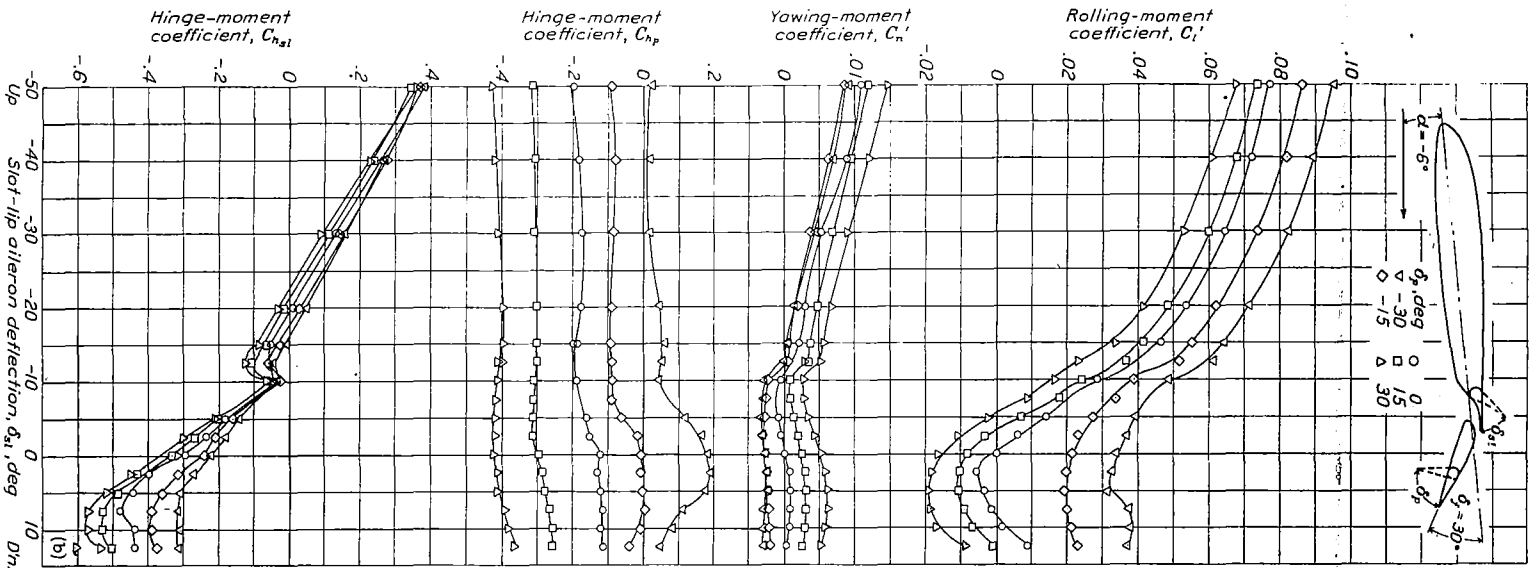 Hinge-moment
coefficient, C_hsl
Hinge-moment
coefficient, C_hp
Yawing-moment
coefficient, C_n'
Rolling-moment
coefficient, C_l'
-.6
-.4
-.2
0
.2
.4
-.4
-.2
0
.2
0
.01
-.02
0
.02
.04
.06
.08
.10
α = -6°
δ_sl
δ_p
δ_f = 30°
δ_p, deg
▽ -30
◇ -15
○ 0
□ 15
△ 30
-50
-40
-30
-20
-10
0
10
Up
D'n.
Slot-lip aileron deflection, δ_sl, deg
(b)